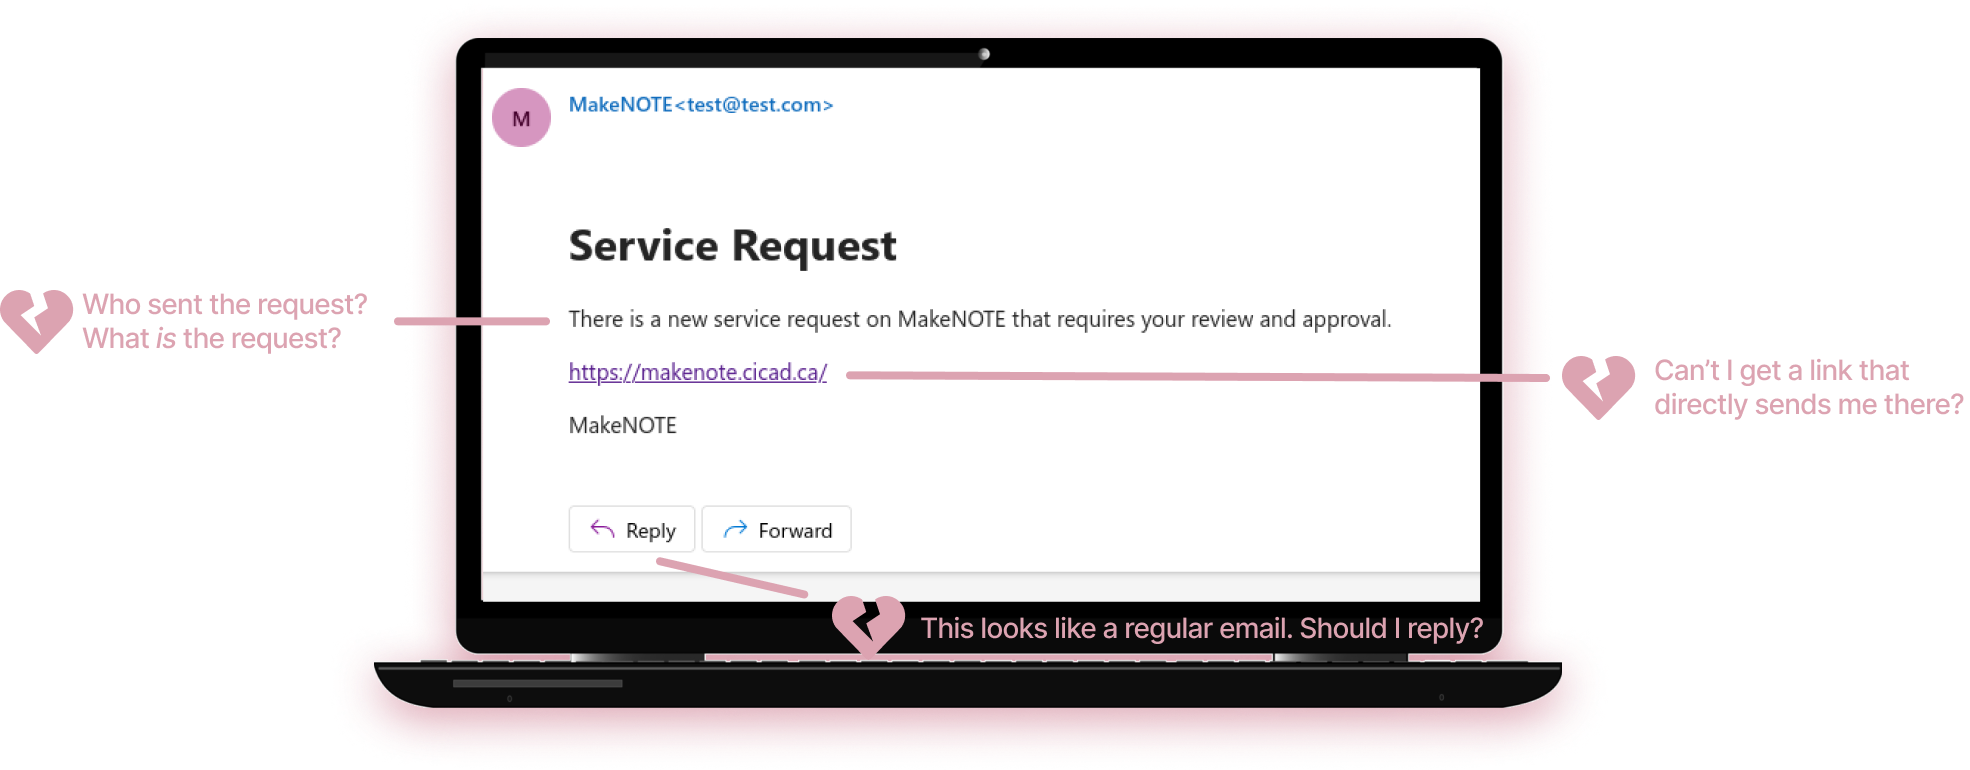 M
MakeNOTE<test@test.com>
Service Request
Who sent the request?
What is the request?
There is a new service request on MakeNOTE that requires your review and approval.
https://makenote.cicad.ca/
Can't I get a link that
directly sends me there?
MakeNOTE
Reply
Forward
This looks like a regular email. Should I reply?